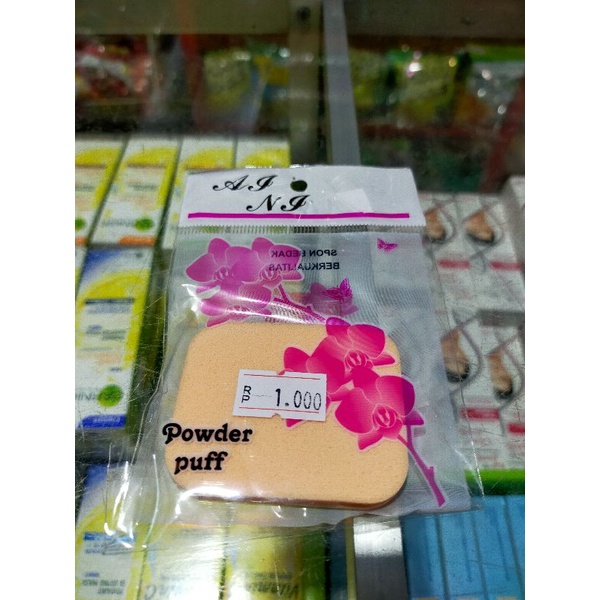 AI
NI
SPON BEDAK
BERKUALITAS
RP 1.000
Powder
puff